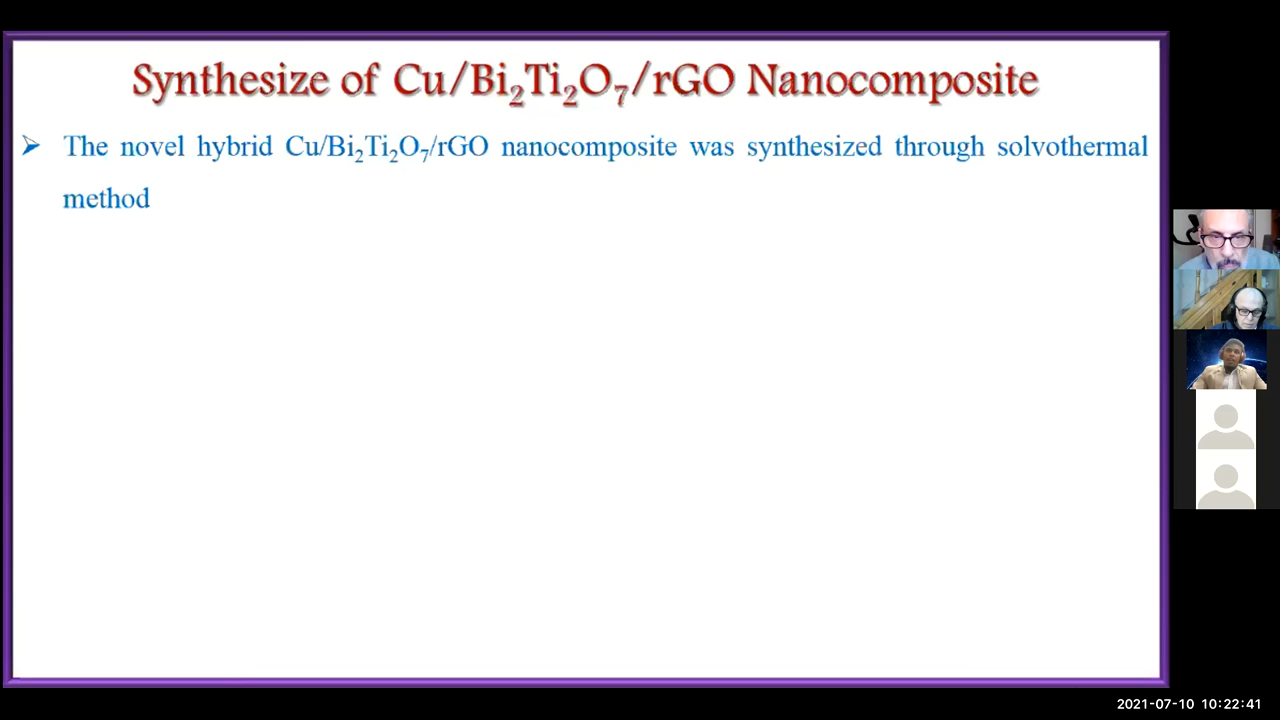 Synthesize of Cu/Bi₂Ti₂O₇/rGO Nanocomposite
➢ The novel hybrid Cu/Bi₂Ti₂O₇/rGO nanocomposite was synthesized through solvothermal
method
2021-07-10 10:22:41